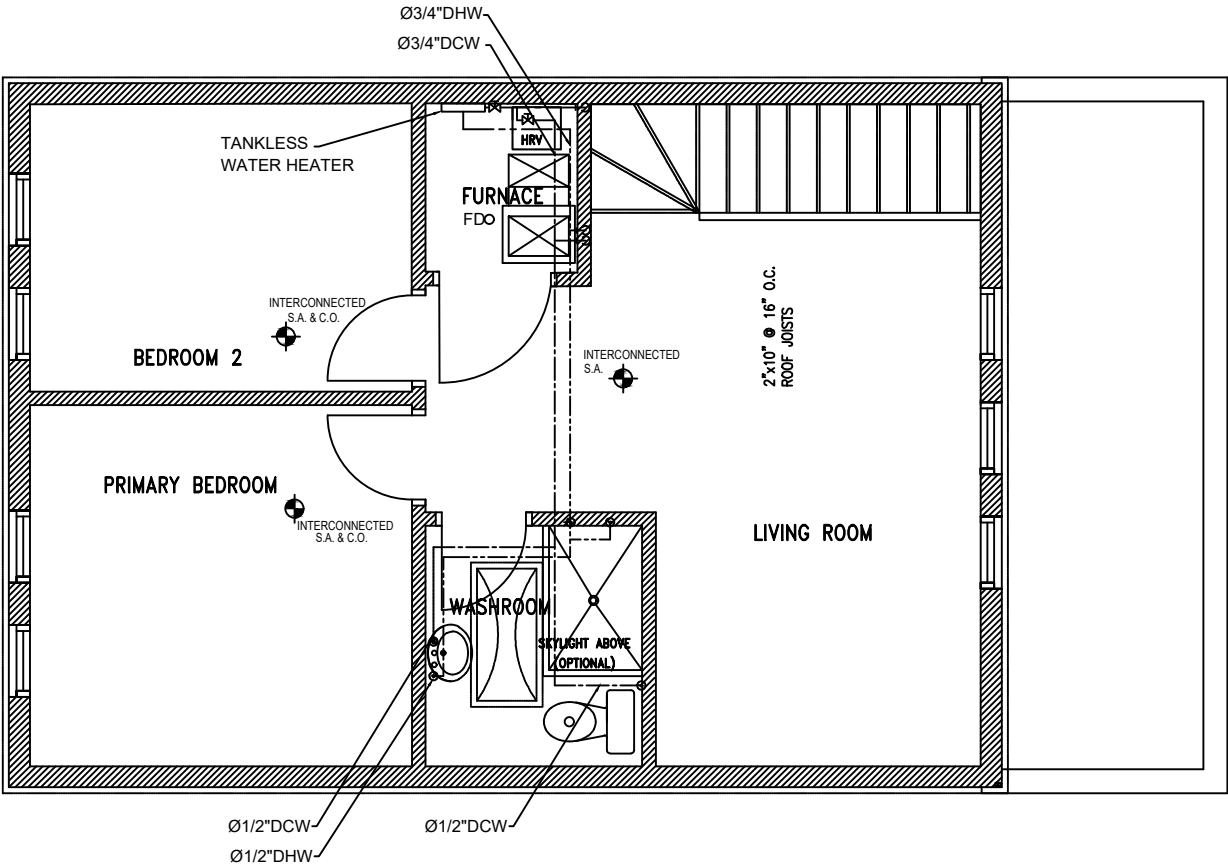 Ø3/4"DHW
Ø3/4"DCW
TANKLESS
WATER HEATER
HRV
FURNACE
FD
INTERCONNECTED
S.A. & C.O.
BEDROOM 2
INTERCONNECTED
S.A.
2"x10" @ 16" O.C.
ROOF JOISTS
PRIMARY BEDROOM
INTERCONNECTED
S.A. & C.O.
LIVING ROOM
WASHROOM
SKYLIGHT ABOVE
(OPTIONAL)
Ø1/2"DCW
Ø1/2"DHW
Ø1/2"DCW